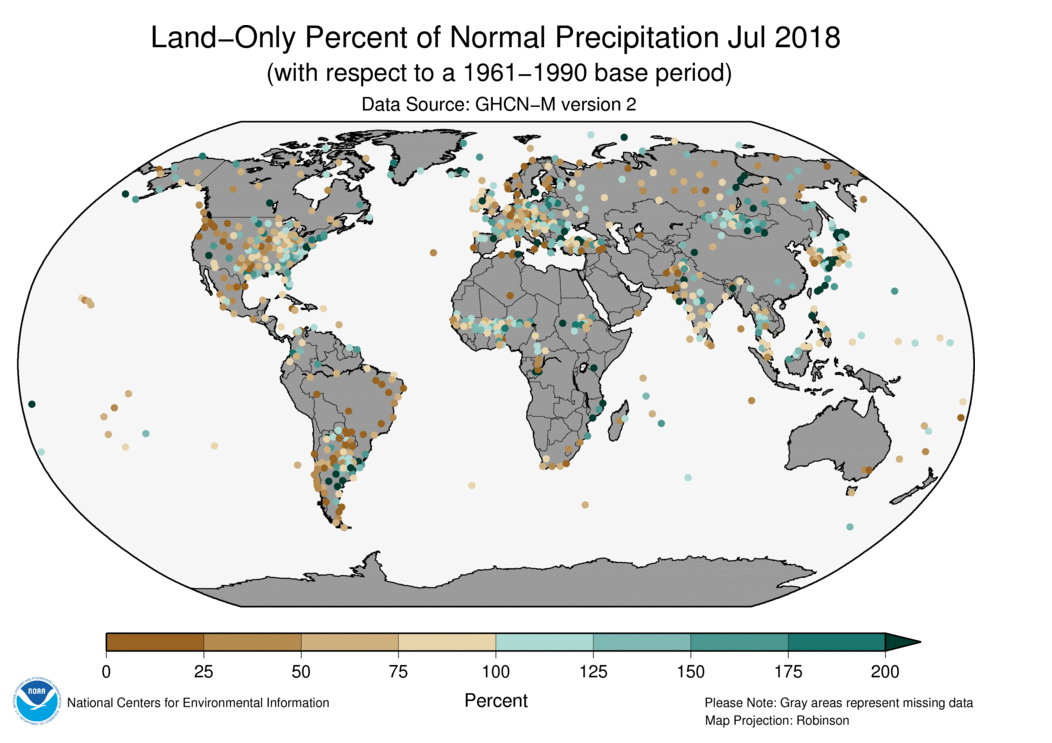 Land−Only Percent of Normal Precipitation Jul 2018
(with respect to a 1961−1990 base period)
Data Source: GHCN−M version 2
0 25 50 75 100 125 150 175 200
NOAA
National Centers for Environmental Information
Percent
Please Note: Gray areas represent missing data
Map Projection: Robinson